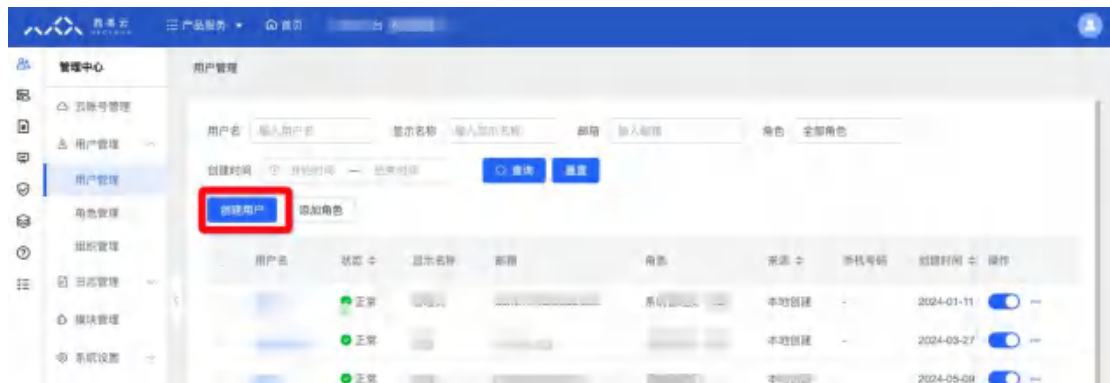 产品服务 首页 台
管理中心 用户管理
云账号管理
用户名 输入用户名 显示名称 输入显示名称 邮箱 输入邮箱 角色 全部角色
用户管理
创建时间 开始时间 — 结束时间 查询 重置
用户管理
创建用户 添加角色
角色管理
组织管理
用户名 状态 显示名称 邮箱 角色 来源 手机号码 创建时间 操作
日志管理
正常 本地创建 - 2024-01-11
模块管理
正常 本地创建 - 2024-03-27
系统设置
正常 2024-05-09